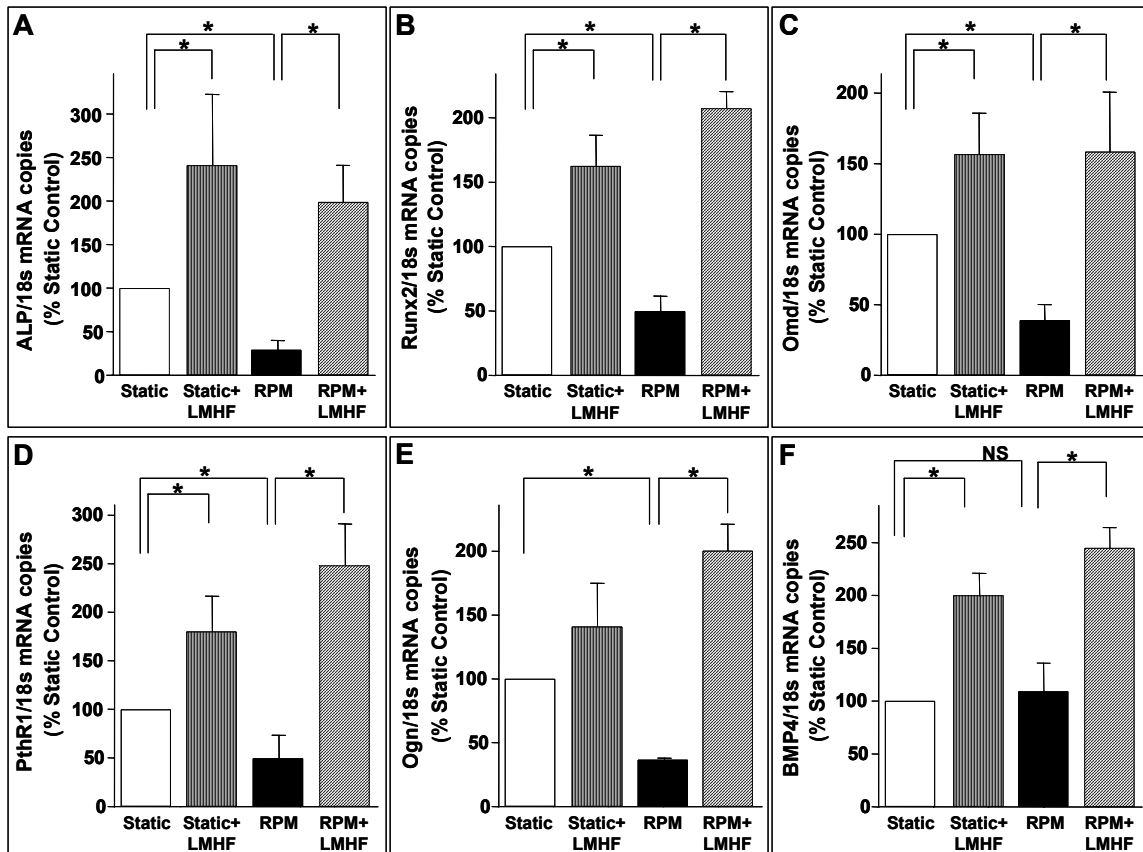 A
*
*
*
ALP/18s mRNA copies
(% Static Control)
300
250
200
150
100
50
0
Static
Static+
LMHF
RPM
RPM+
LMHF
B
*
*
*
Runx2/18s mRNA copies
(% Static Control)
200
150
100
50
0
Static
Static+
LMHF
RPM
RPM+
LMHF
C
*
*
*
Omd/18s mRNA copies
(% Static Control)
200
150
100
50
0
Static
Static+
LMHF
RPM
RPM+
LMHF
D
*
*
*
PthR1/18s mRNA copies
(% Static Control)
300
250
200
150
100
50
0
Static
Static+
LMHF
RPM
RPM+
LMHF
E
*
*
Ogn/18s mRNA copies
(% Static Control)
200
150
100
50
0
Static
Static+
LMHF
RPM
RPM+
LMHF
F
NS
*
*
BMP4/18s mRNA copies
(% Static Control)
250
200
150
100
50
0
Static
Static+
LMHF
RPM
RPM+
LMHF